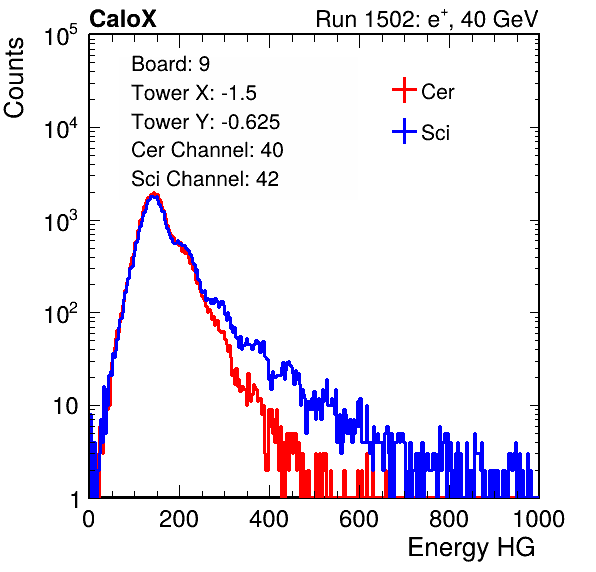 CaloX Run 1502: e⁺, 40 GeV
Counts
Board: 9
Tower X: -1.5
Tower Y: -0.625
Cer Channel: 40
Sci Channel: 42
Cer
Sci
10⁵
10⁴
10³
10²
10
1
0 200 400 600 800 1000
Energy HG